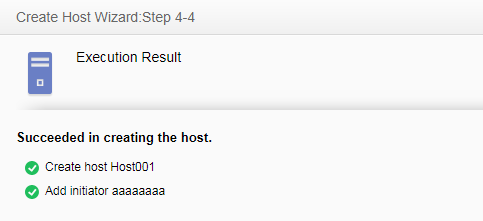 Create Host Wizard:Step 4-4
Execution Result
Succeeded in creating the host.
Create host Host001
Add initiator aaaaaaaa